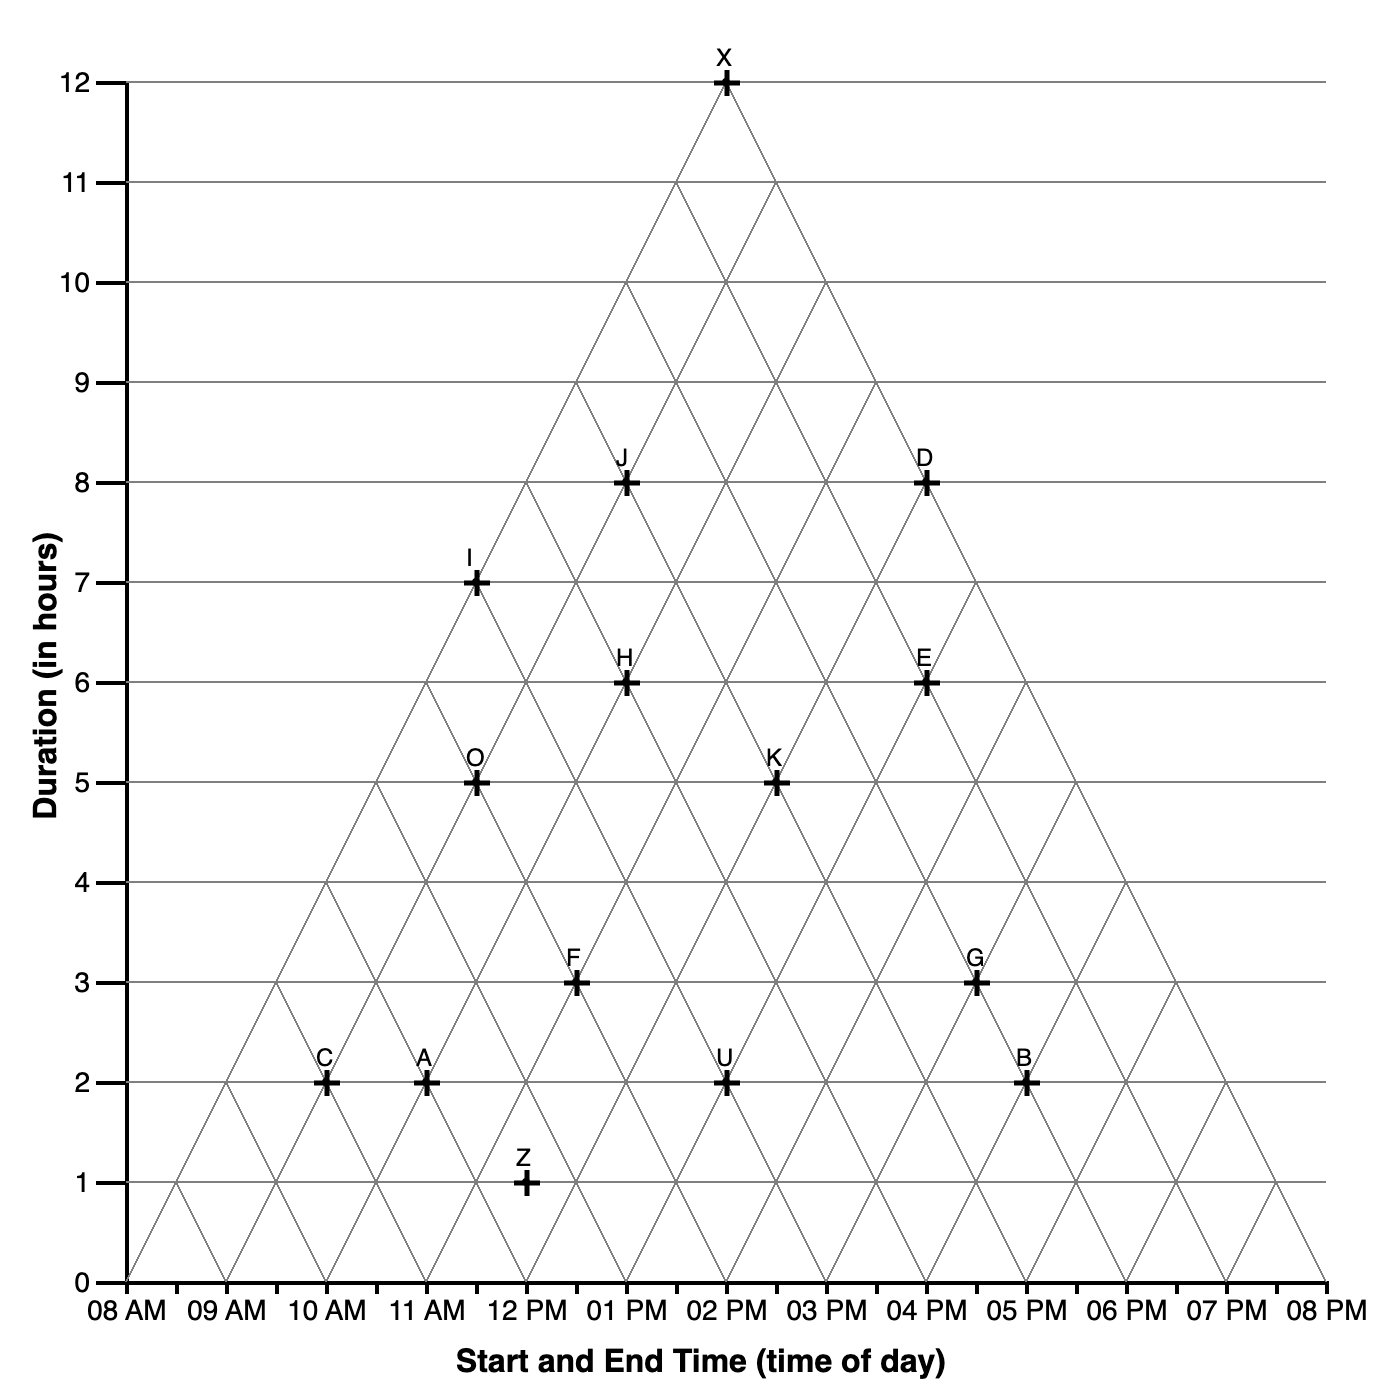 X
12
11
10
9
J
D
8
I
7
H
E
6
O
K
5
4
F
G
3
C
A
U
B
2
Z
1
0
08 AM 09 AM 10 AM 11 AM 12 PM 01 PM 02 PM 03 PM 04 PM 05 PM 06 PM 07 PM 08 PM
Start and End Time (time of day)
Duration (in hours)